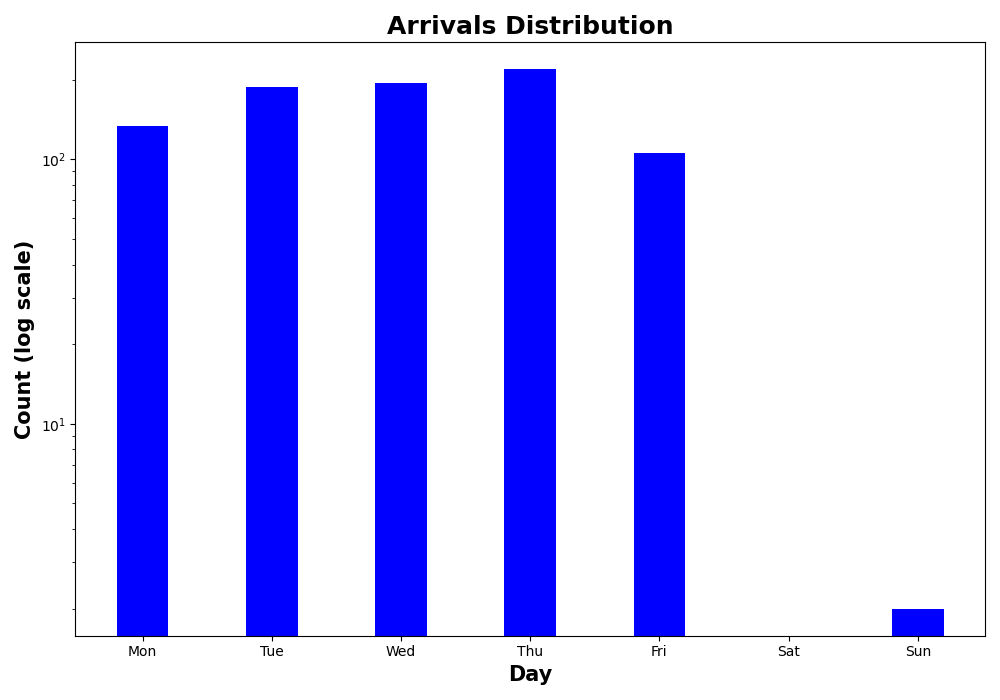 Arrivals Distribution
Count (log scale)
10²
10¹
Mon Tue Wed Thu Fri Sat Sun
Day